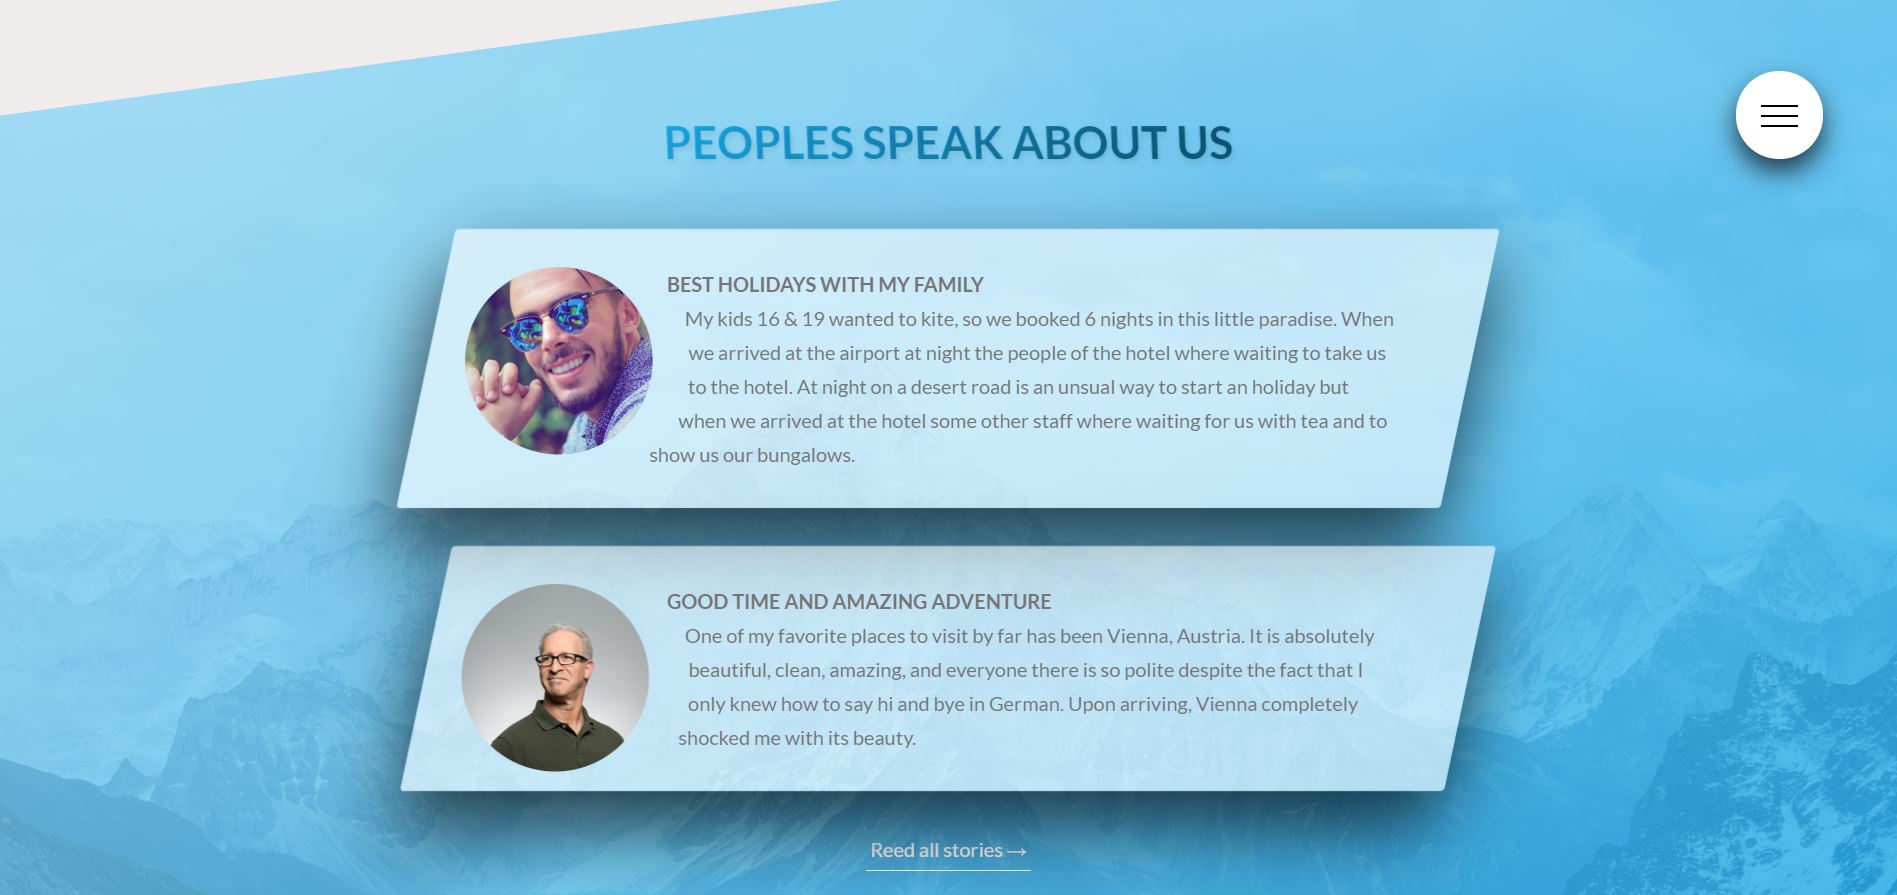 PEOPLES SPEAK ABOUT US
BEST HOLIDAYS WITH MY FAMILY
My kids 16 & 19 wanted to kite, so we booked 6 nights in this little paradise. When
we arrived at the airport at night the people of the hotel where waiting to take us
to the hotel. At night on a desert road is an unsual way to start an holiday but
when we arrived at the hotel some other staff where waiting for us with tea and to
show us our bungalows.
GOOD TIME AND AMAZING ADVENTURE
One of my favorite places to visit by far has been Vienna, Austria. It is absolutely
beautiful, clean, amazing, and everyone there is so polite despite the fact that I
only knew how to say hi and bye in German. Upon arriving, Vienna completely
shocked me with its beauty.
Reed all stories →